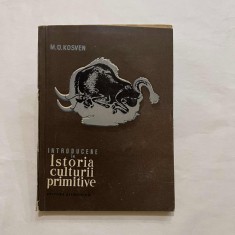 M.O.KOSVEN
INTRODUCERE
ÎN
Istoria
culturii
primitive